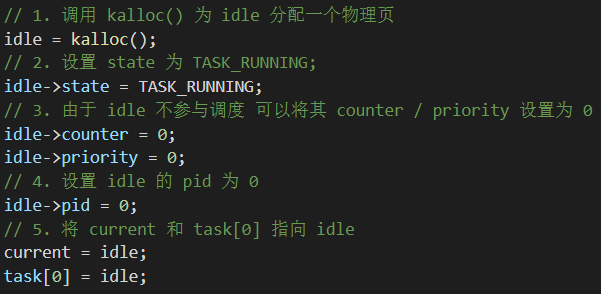 // 1. 调用 kalloc() 为 idle 分配一个物理页
idle = kalloc();
// 2. 设置 state 为 TASK_RUNNING;
idle->state = TASK_RUNNING;
// 3. 由于 idle 不参与调度 可以将其 counter / priority 设置为 0
idle->counter = 0;
idle->priority = 0;
// 4. 设置 idle 的 pid 为 0
idle->pid = 0;
// 5. 将 current 和 task[0] 指向 idle
current = idle;
task[0] = idle;